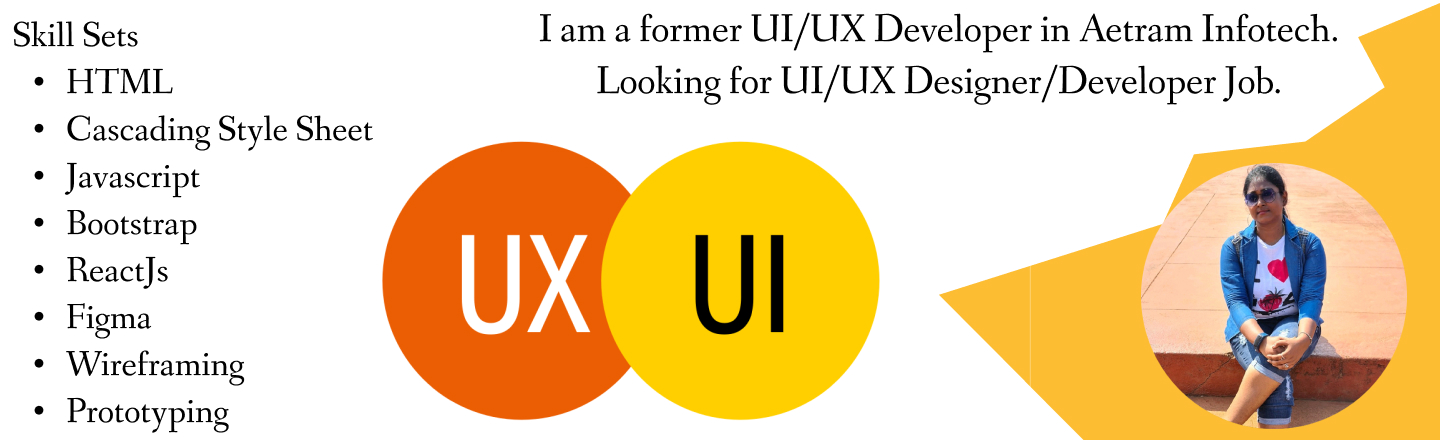 Skill Sets
• HTML
• Cascading Style Sheet
• Javascript
• Bootstrap
• ReactJs
• Figma
• Wireframing
• Prototyping
I am a former UI/UX Developer in Aetram Infotech.
Looking for UI/UX Designer/Developer Job.
UX UI
I